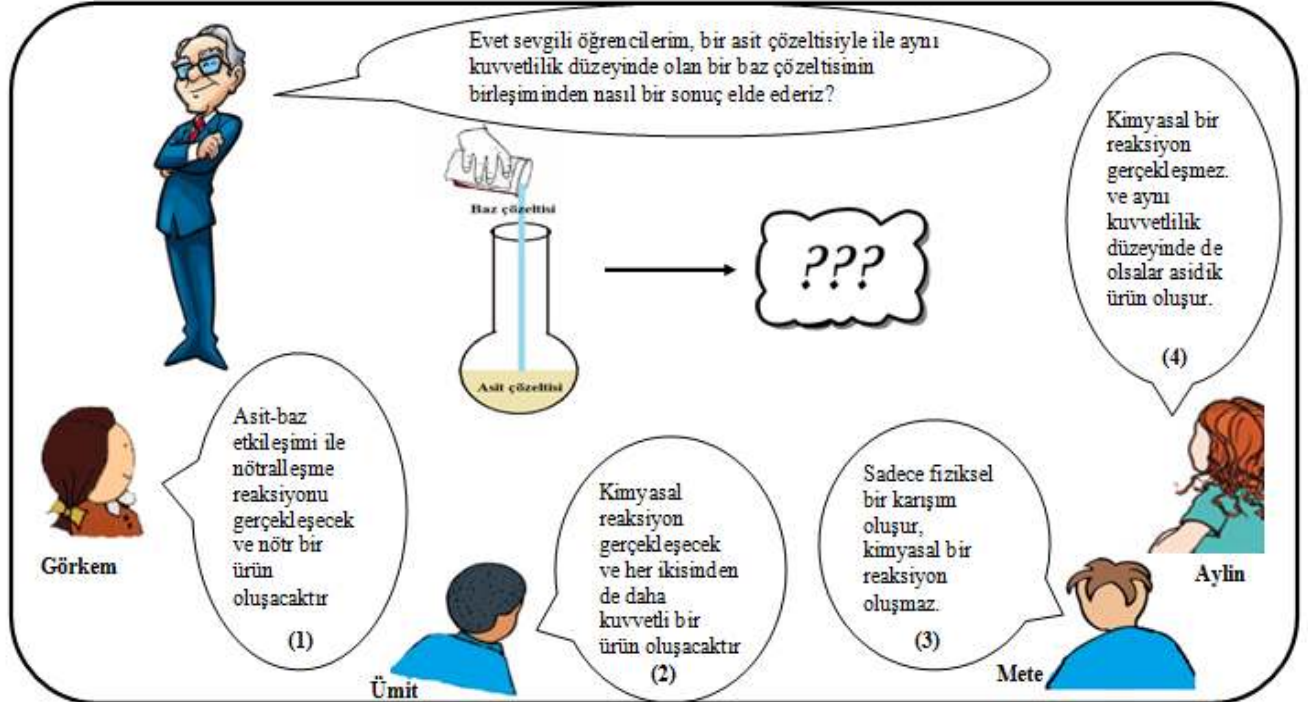 Evet sevgili öğrencilerim, bir asit çözeltisiyle ile aynı
kuvvetlilik düzeyinde olan bir baz çözeltisinin
birleşiminden nasıl bir sonuç elde ederiz?
Baz çözeltisi
???
Asit çözeltisi
Kimyasal bir
reaksiyon
gerçekleşmez.
ve aynı
kuvvetlilik
düzeyinde de
olsalar asidik
ürün oluşur.
(4)
Aylin
Asit-baz
etkileşimi ile
nötralleşme
reaksiyonu
gerçekleşecek
ve nötr bir
ürün
oluşacaktır
(1)
Görkem
Kimyasal
reaksiyon
gerçekleşecek
ve her ikisinden
de daha
kuvvetli bir
ürün oluşacaktır
(2)
Ümit
Sadece fiziksel
bir karışım
oluşur,
kimyasal bir
reaksiyon
oluşmaz.
(3)
Mete